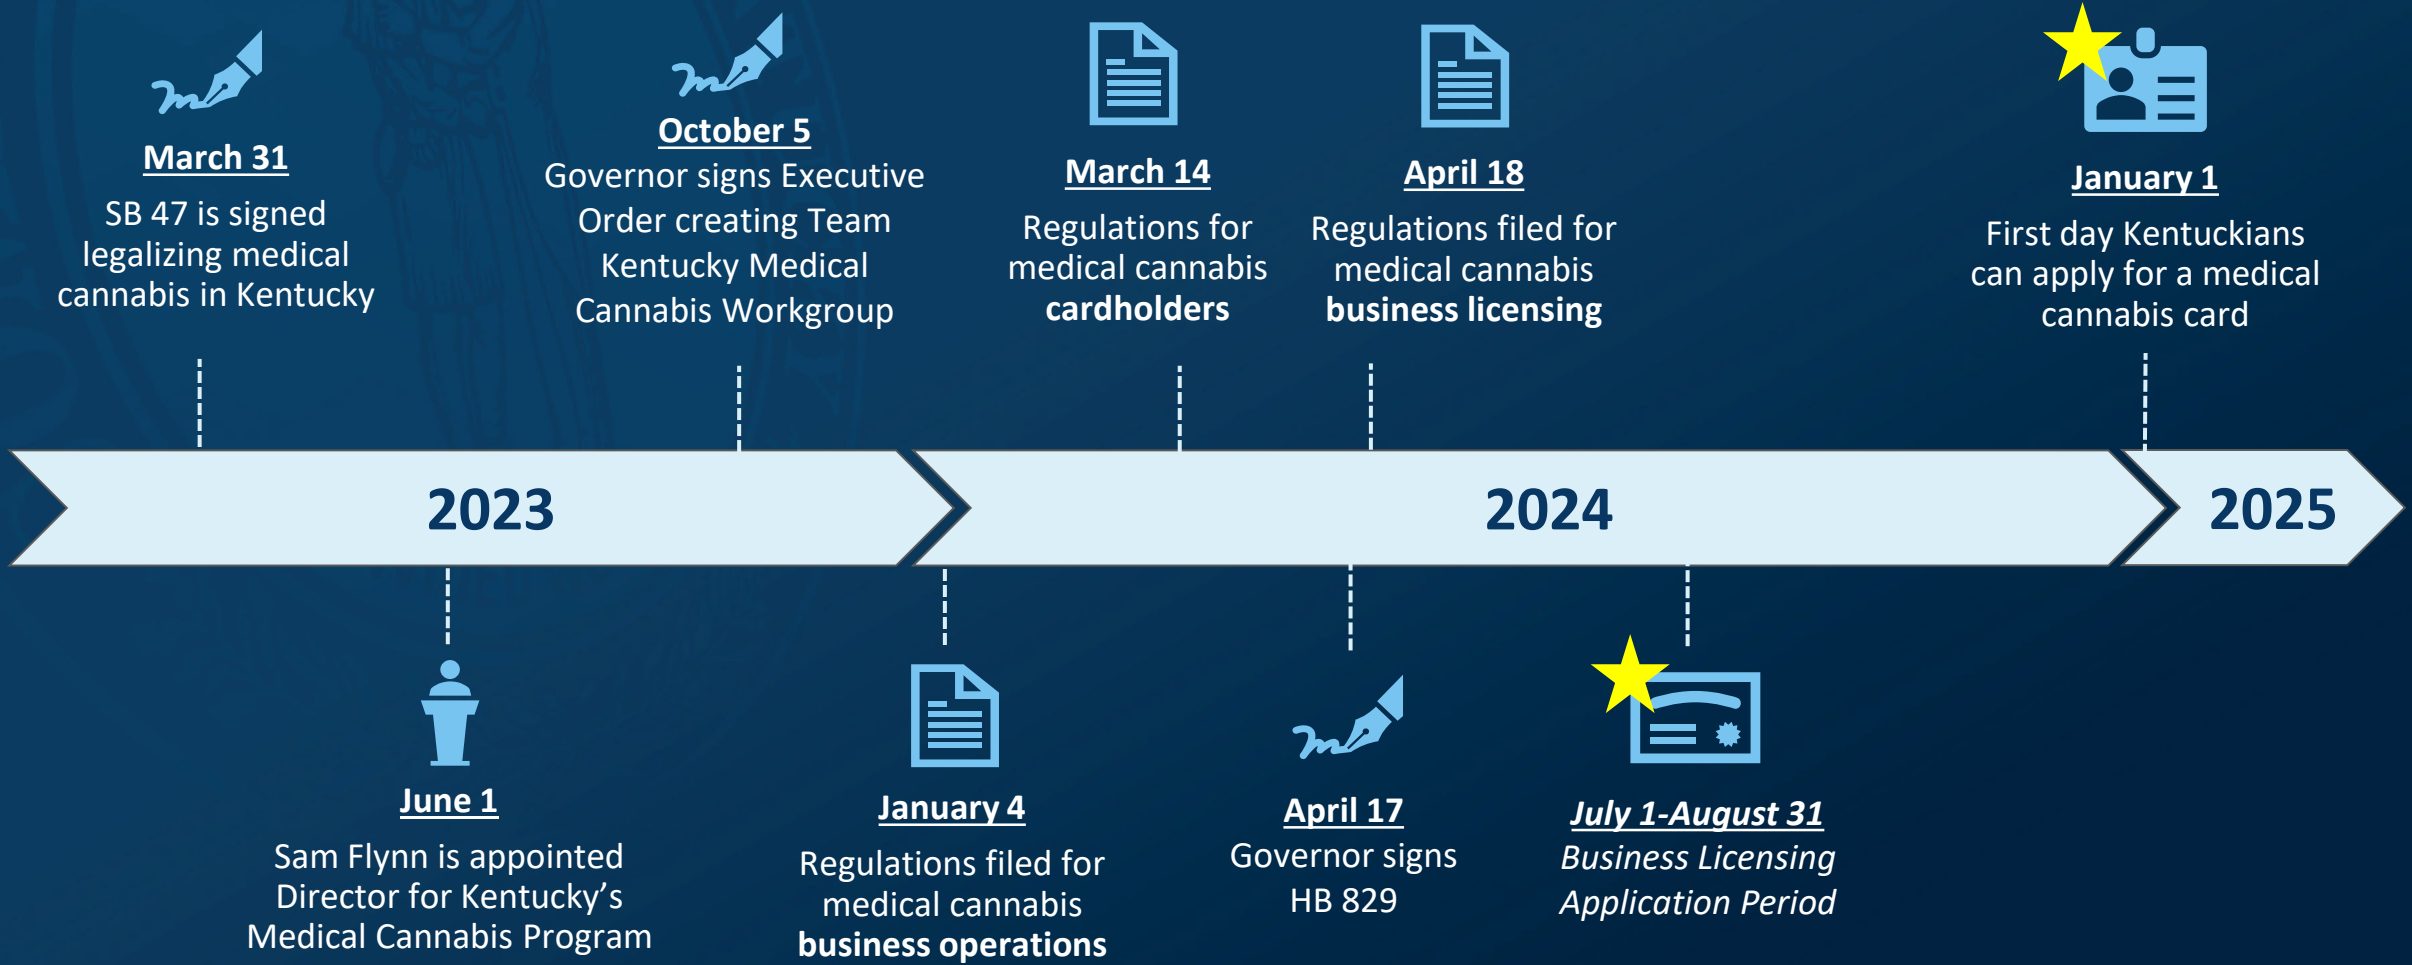 March 31
SB 47 is signed
legalizing medical
cannabis in Kentucky
October 5
Governor signs Executive
Order creating Team
Kentucky Medical
Cannabis Workgroup
March 14
Regulations for
medical cannabis
cardholders
April 18
Regulations filed for
medical cannabis
business licensing
January 1
First day Kentuckians
can apply for a medical
cannabis card
2023
2024
2025
June 1
Sam Flynn is appointed
Director for Kentucky’s
Medical Cannabis Program
January 4
Regulations filed for
medical cannabis
business operations
April 17
Governor signs
HB 829
July 1-August 31
Business Licensing
Application Period